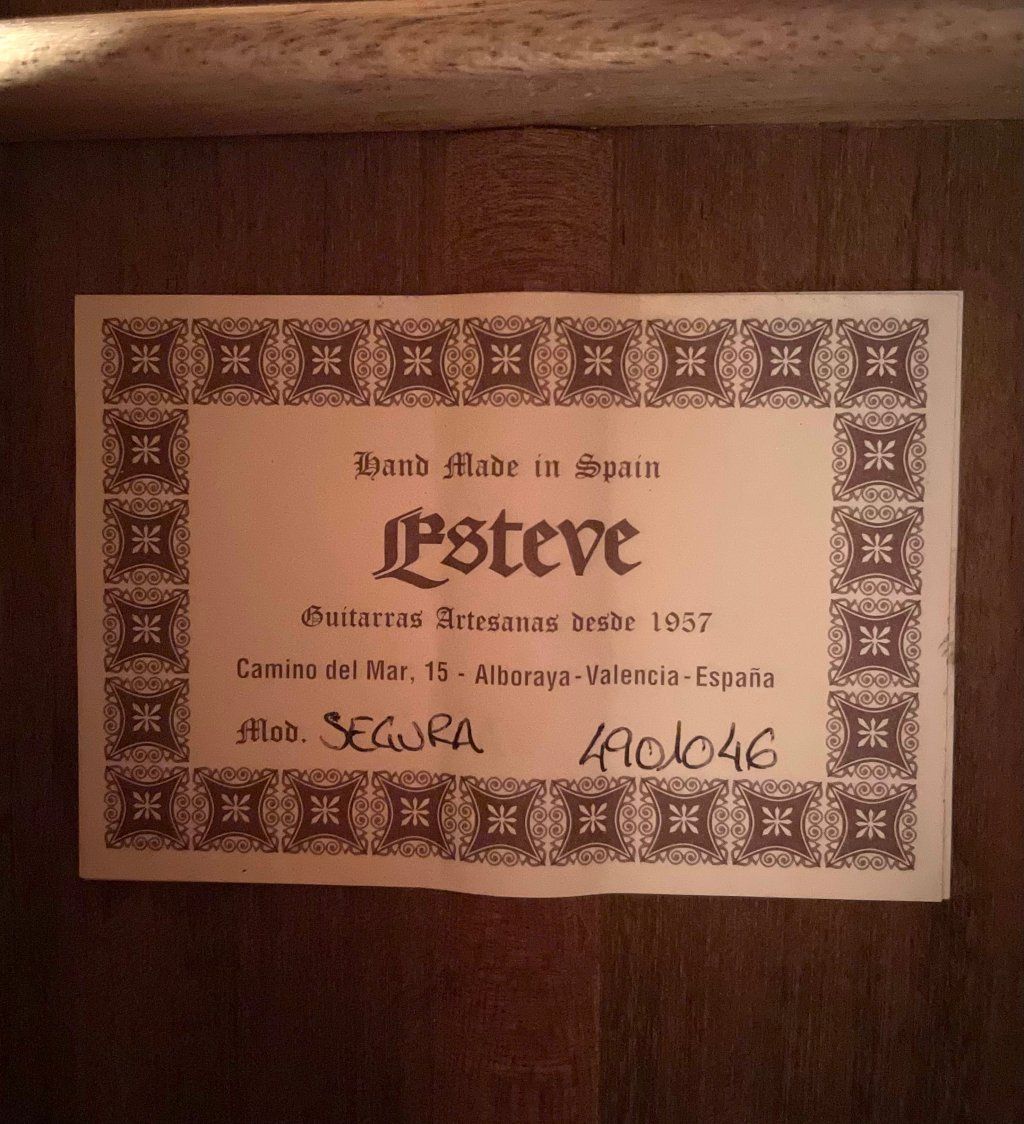 Hand Made in Spain
Esteve
Guitarras Artesanas desde 1957
Camino del Mar, 15 - Alboraya-Valencia-España
Mod. SEGURA 4901046